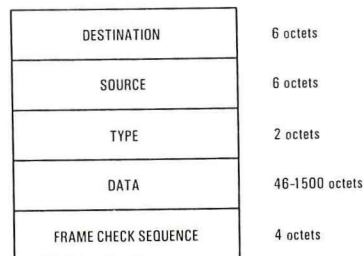 DESTINATION 6 octets
SOURCE 6 octets
TYPE 2 octets
DATA 46-1500 octets
FRAME CHECK SEQUENCE 4 octets